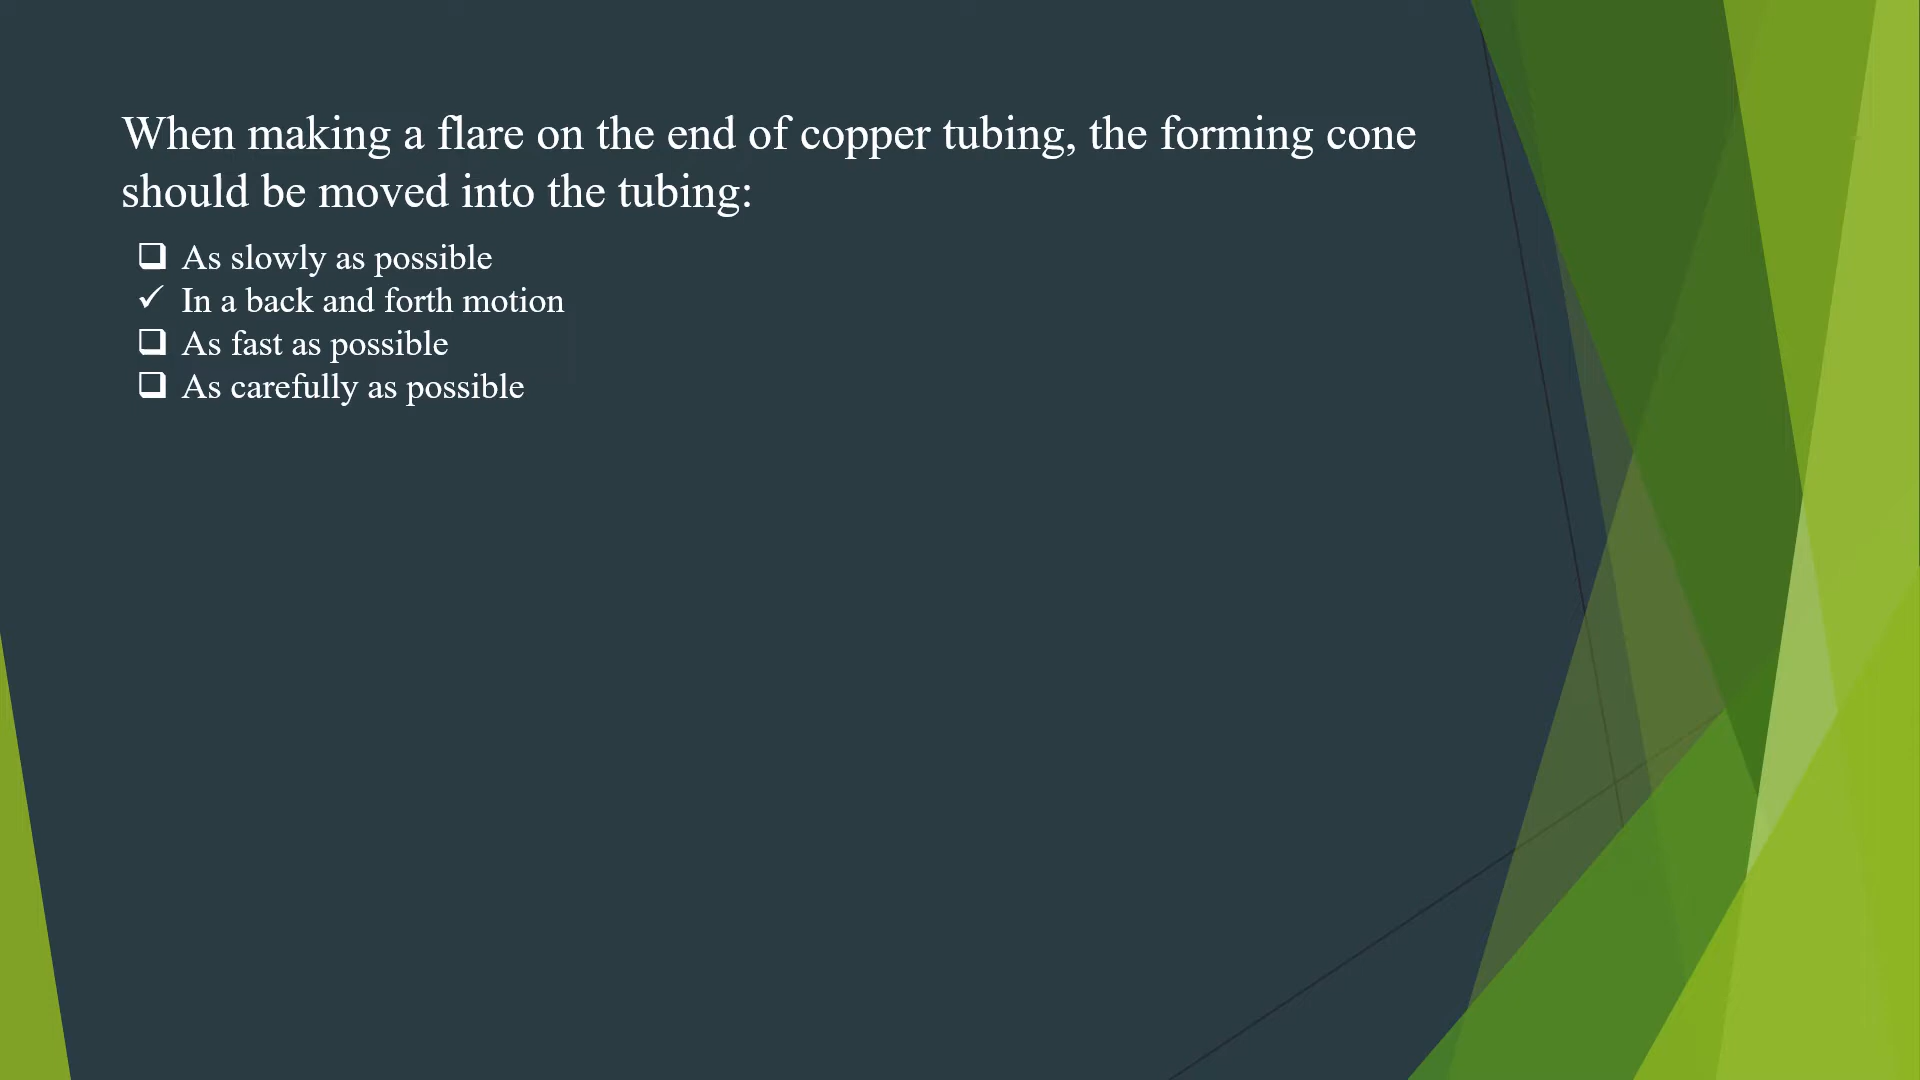 When making a flare on the end of copper tubing, the forming cone
should be moved into the tubing:
❑ As slowly as possible
✓ In a back and forth motion
❑ As fast as possible
❑ As carefully as possible